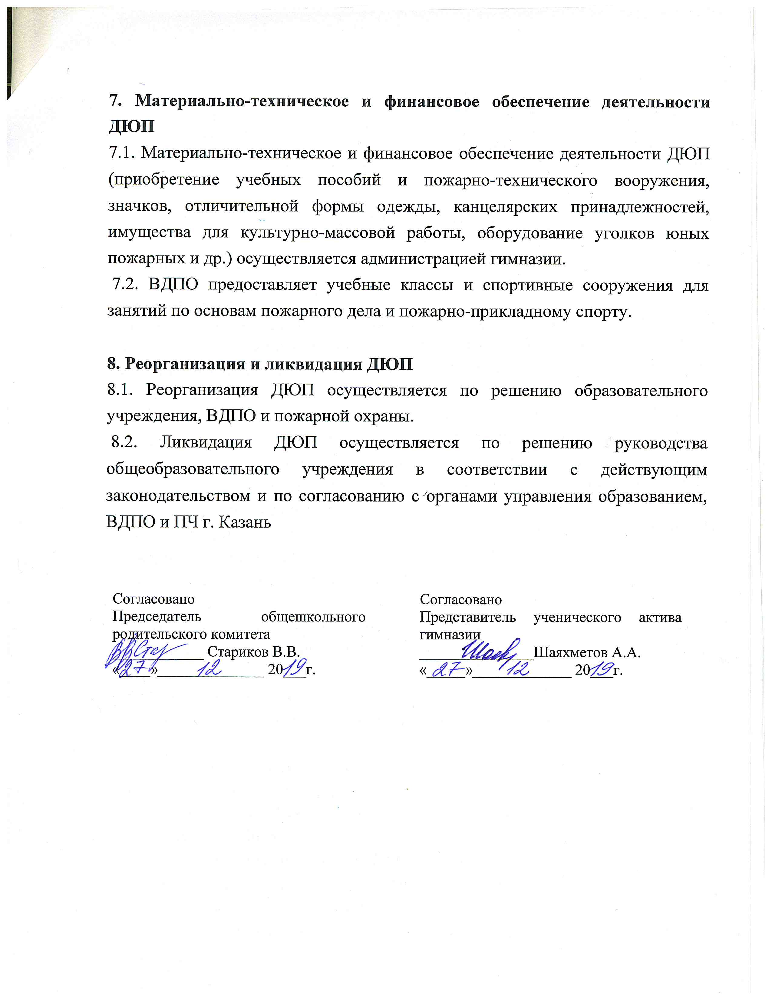 7. Материально-техническое и финансовое обеспечение деятельности
ДЮП
7.1. Материально-техническое и финансовое обеспечение деятельности ДЮП
(приобретение учебных пособий и пожарно-технического вооружения,
значков, отличительной формы одежды, канцелярских принадлежностей,
имущества для культурно-массовой работы, оборудование уголков юных
пожарных и др.) осуществляется администрацией гимназии.
7.2. ВДПО предоставляет учебные классы и спортивные сооружения для
занятий по основам пожарного дела и пожарно-прикладному спорту.
8. Реорганизация и ликвидация ДЮП
8.1. Реорганизация ДЮП осуществляется по решению образовательного
учреждения, ВДПО и пожарной охраны.
8.2. Ликвидация ДЮП осуществляется по решению руководства
общеобразовательного учреждения в соответствии с действующим
законодательством и по согласованию с органами управления образованием,
ВДПО и ПЧ г. Казань
Согласовано
Председатель общешкольного
родительского комитета
Стариков В.В.
«27» 12 2019г.
Согласовано
Представитель ученического актива
гимназии
Шаяхметов А.А.
«27» 12 2019г.